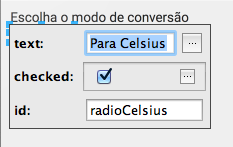 Escolha o modo de conversão
text: Para Celsius ...
checked: ...
id: radioCelsius